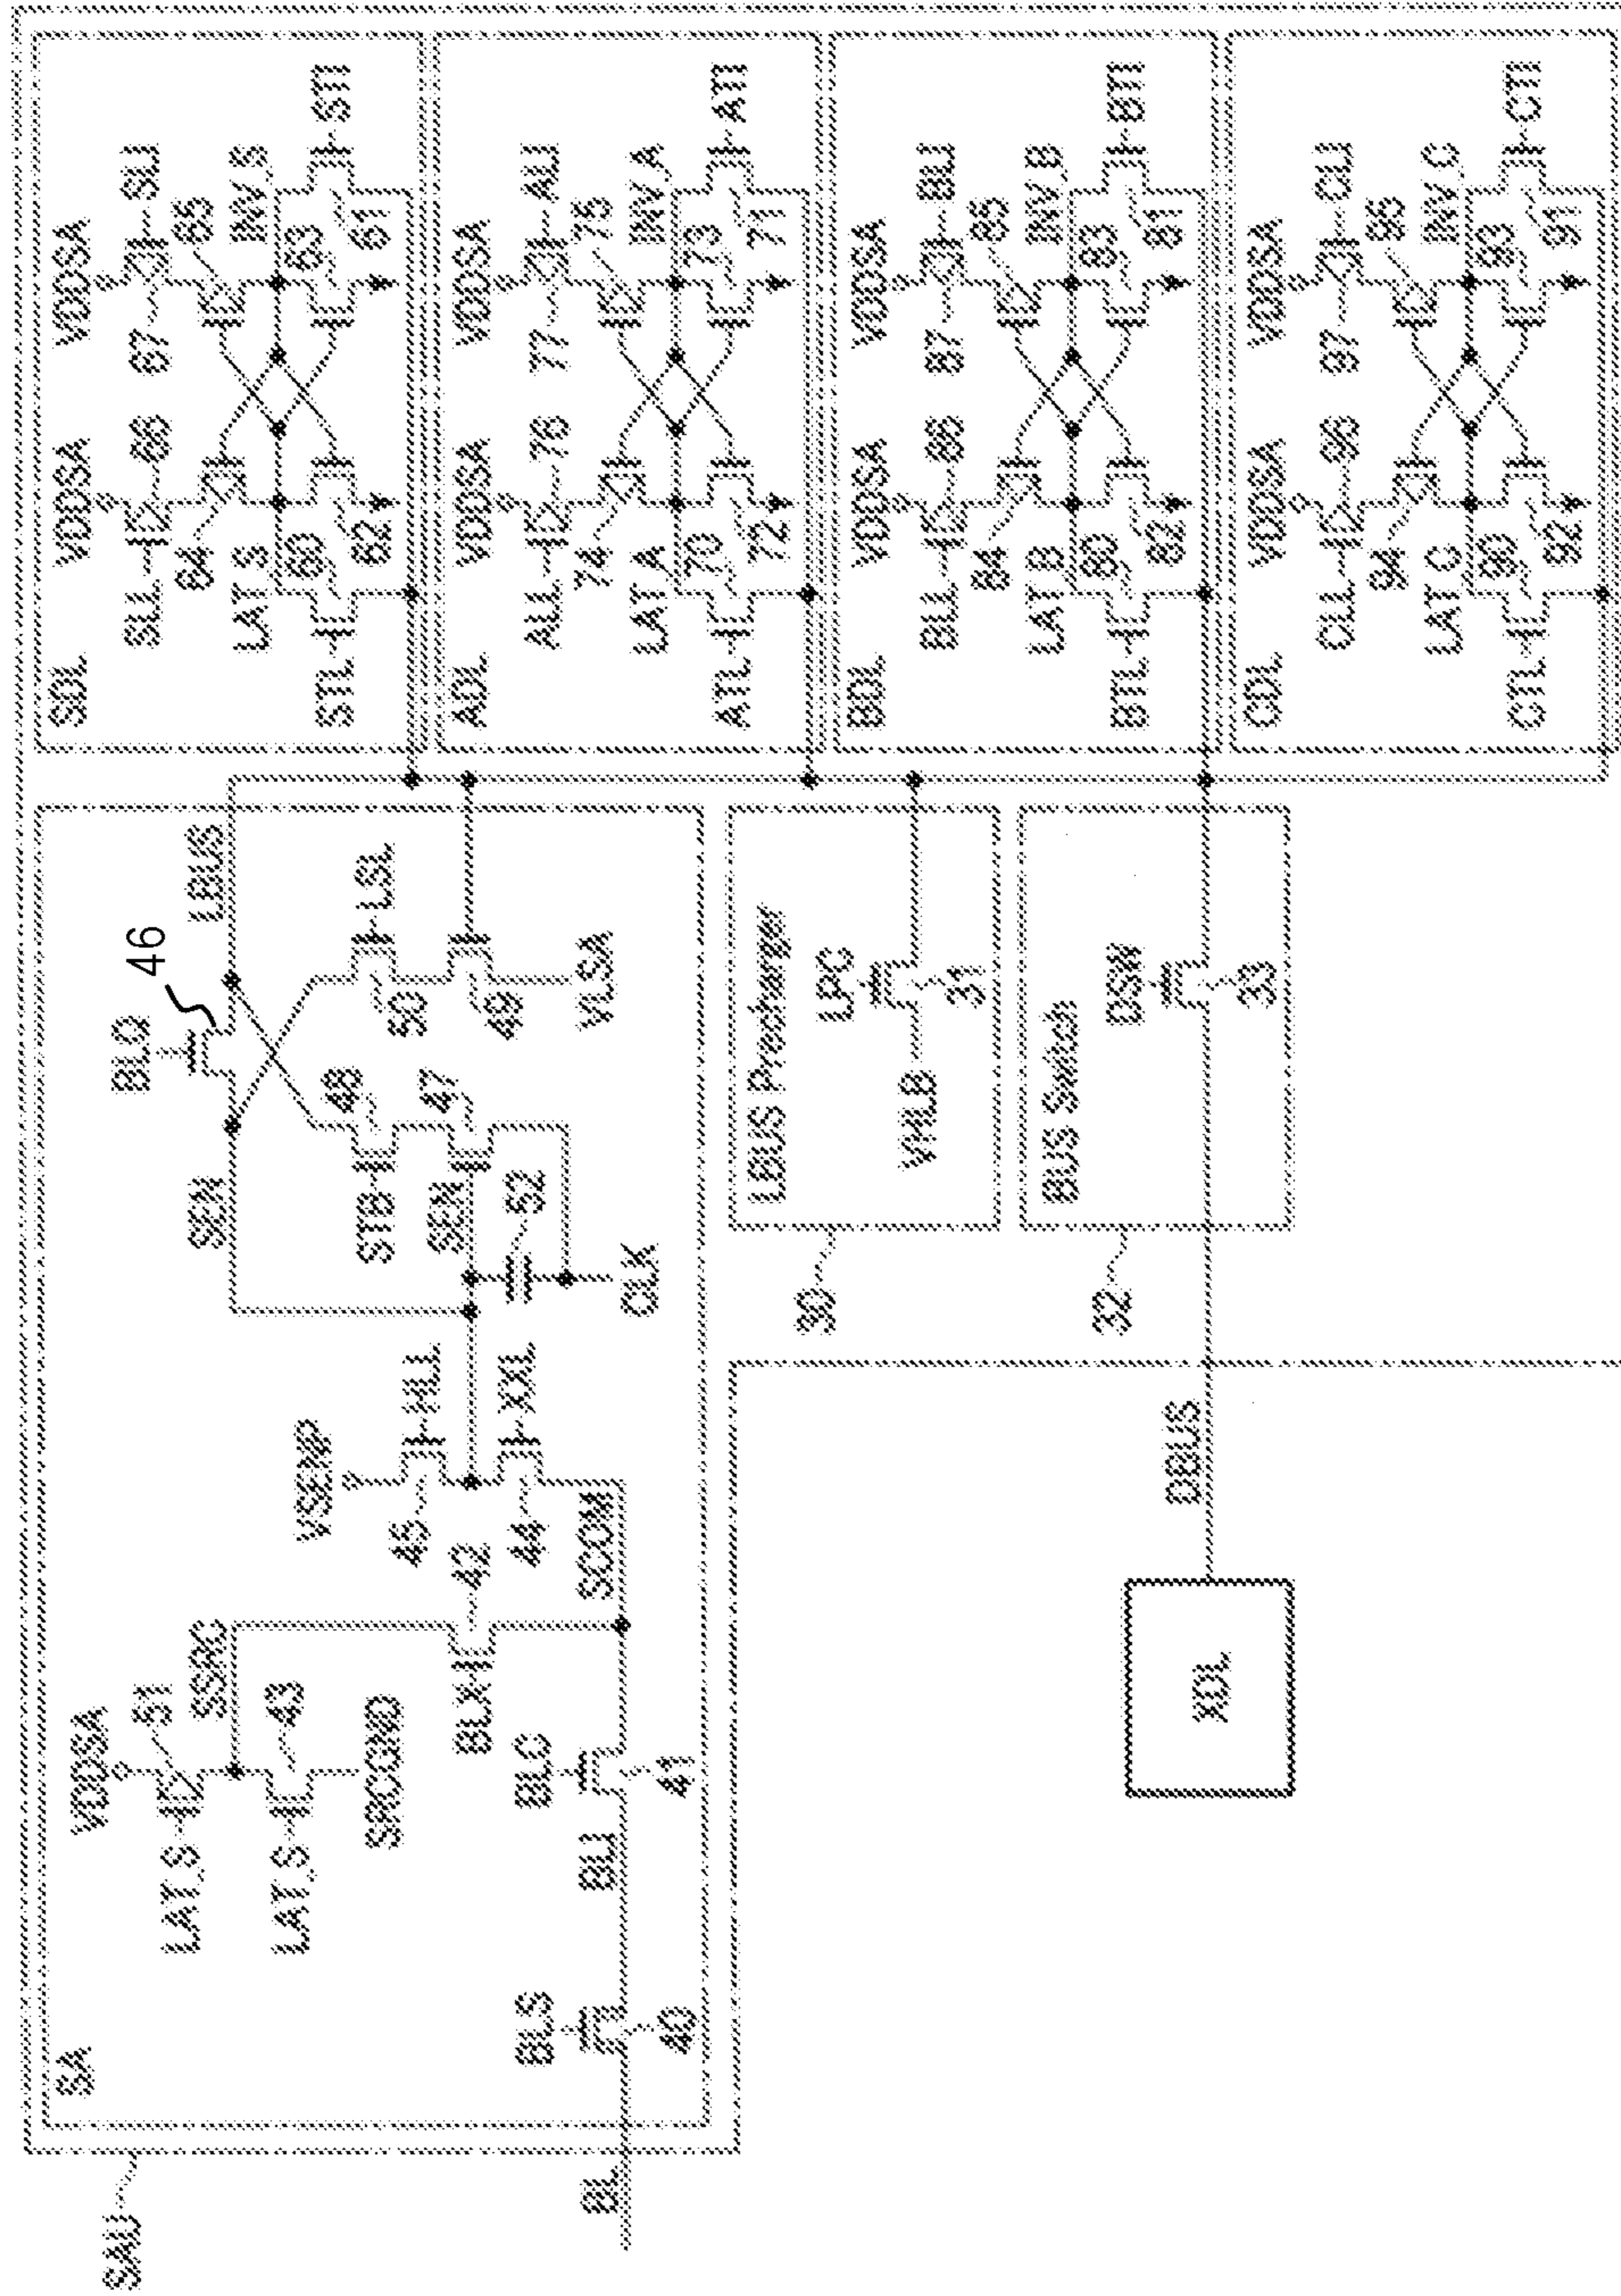 SAU
SA
VDDSA
LAT_S
51
SSRC
LAT_S
43
SRCGND
BL
BLS
40
BLI
BLC
41
BLX
42
SCOM
VSENP
45
HLL
44
XXL
SEN
BLQ
46
LBUS
STB
48
SEN
47
52
CLK
50
LSL
49
VLSA
30
LBUS Precharger
LPC
VHLB
31
32
BUS Switch
DSW
33
DBUS
XDL
SDL
VDDSA
VDDSA
SLL
66
67
SLI
64
65
LAT_S
INV_S
STL
60
62
63
61
STI
ADL
VDDSA
VDDSA
ALL
76
77
ALI
74
75
LAT_A
INV_A
ATL
70
72
73
71
ATI
BDL
VDDSA
VDDSA
BLL
86
87
BLI
84
85
LAT_B
INV_B
BTL
80
82
83
81
BTI
CDL
VDDSA
VDDSA
CLL
96
97
CLI
94
95
LAT_C
INV_C
CTL
90
92
93
91
CTI